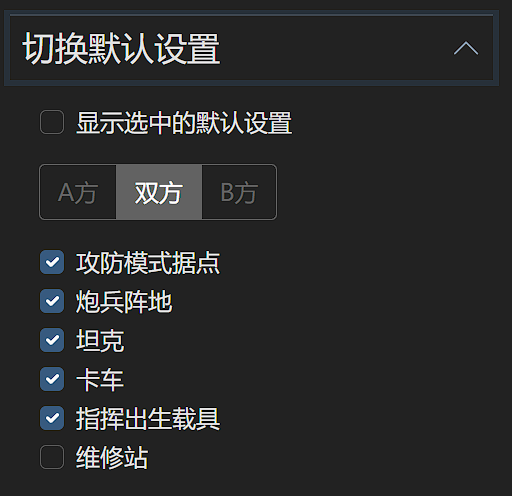 切换默认设置
显示选中的默认设置
A方 双方 B方
攻防模式据点
炮兵阵地
坦克
卡车
指挥出生载具
维修站